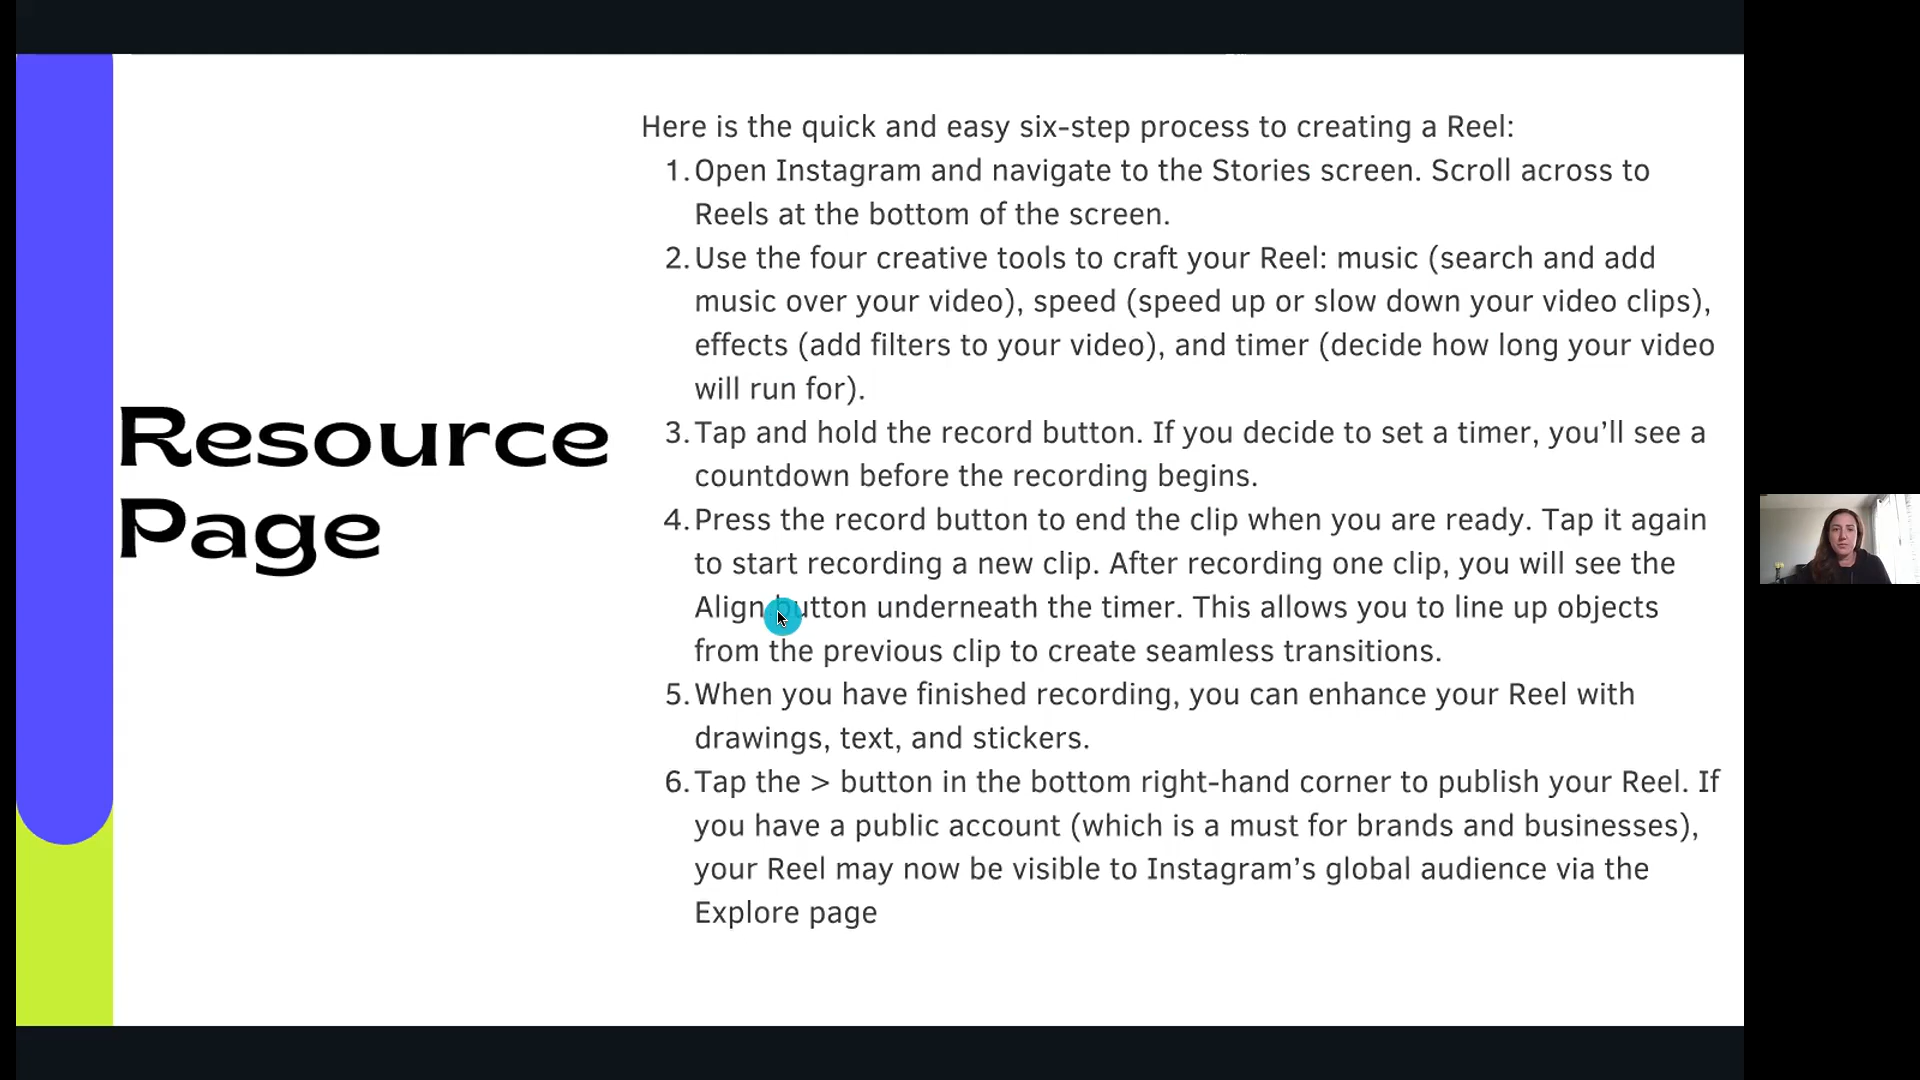 Resource
Page
Here is the quick and easy six-step process to creating a Reel:
1. Open Instagram and navigate to the Stories screen. Scroll across to
Reels at the bottom of the screen.
2. Use the four creative tools to craft your Reel: music (search and add
music over your video), speed (speed up or slow down your video clips),
effects (add filters to your video), and timer (decide how long your video
will run for).
3. Tap and hold the record button. If you decide to set a timer, you’ll see a
countdown before the recording begins.
4. Press the record button to end the clip when you are ready. Tap it again
to start recording a new clip. After recording one clip, you will see the
Align button underneath the timer. This allows you to line up objects
from the previous clip to create seamless transitions.
5. When you have finished recording, you can enhance your Reel with
drawings, text, and stickers.
6. Tap the > button in the bottom right-hand corner to publish your Reel. If
you have a public account (which is a must for brands and businesses),
your Reel may now be visible to Instagram’s global audience via the
Explore page